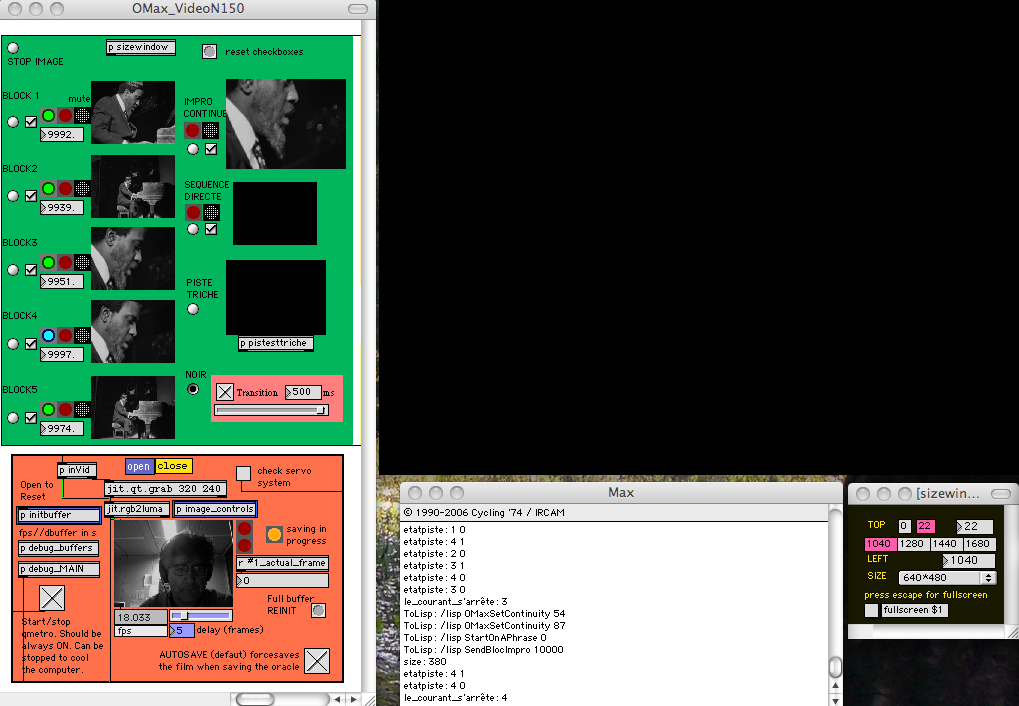 OMax_VideoN150
STOP IMAGE
p sizewindow
reset checkboxes
BLOCK 1
mute
9992.
IMPRO
CONTINUE
BLOCK2
9939.
SEQUENCE
DIRECTE
BLOCK3
9951.
PISTE
TRICHE
p pistesttriche
BLOCK4
9997.
BLOCK5
9974.
NOIR
Transition
500
ms
p inVid
open
close
check servo
system
Open to
Reset
jit.qt.grab 320 240
p initbuffer
jit.rgb2luma
p image_controls
fps//dbuffer in s
p debug_buffers
p debug_MAIN
saving in
progress
r #1_actual_frame
0
Full buffer
REINIT
18.033
fps
5
delay (frames)
Start/stop
qmetro. Should be
always ON. Can be
stopped to cool
the computer.
AUTOSAVE (defaut) forcesaves
the film when saving the oracle
Max
© 1990-2006 Cycling '74 / IRCAM
etatpiste: 1 0
etatpiste: 4 1
etatpiste: 2 0
etatpiste: 3 1
etatpiste: 4 0
etatpiste: 3 0
le_courant_s'arrête: 3
ToLisp: /lisp OMaxSetContinuity 54
ToLisp: /lisp OMaxSetContinuity 87
ToLisp: /lisp StartOnAPhrase 0
ToLisp: /lisp SendBlocImpro 10000
size: 380
etatpiste: 4 1
etatpiste: 4 0
le_courant_s'arrête: 4
[sizewin...
TOP
0
22
22
1040
1280
1440
1680
LEFT
1040
SIZE
640*480
press escape for fullscreen
fullscreen $1